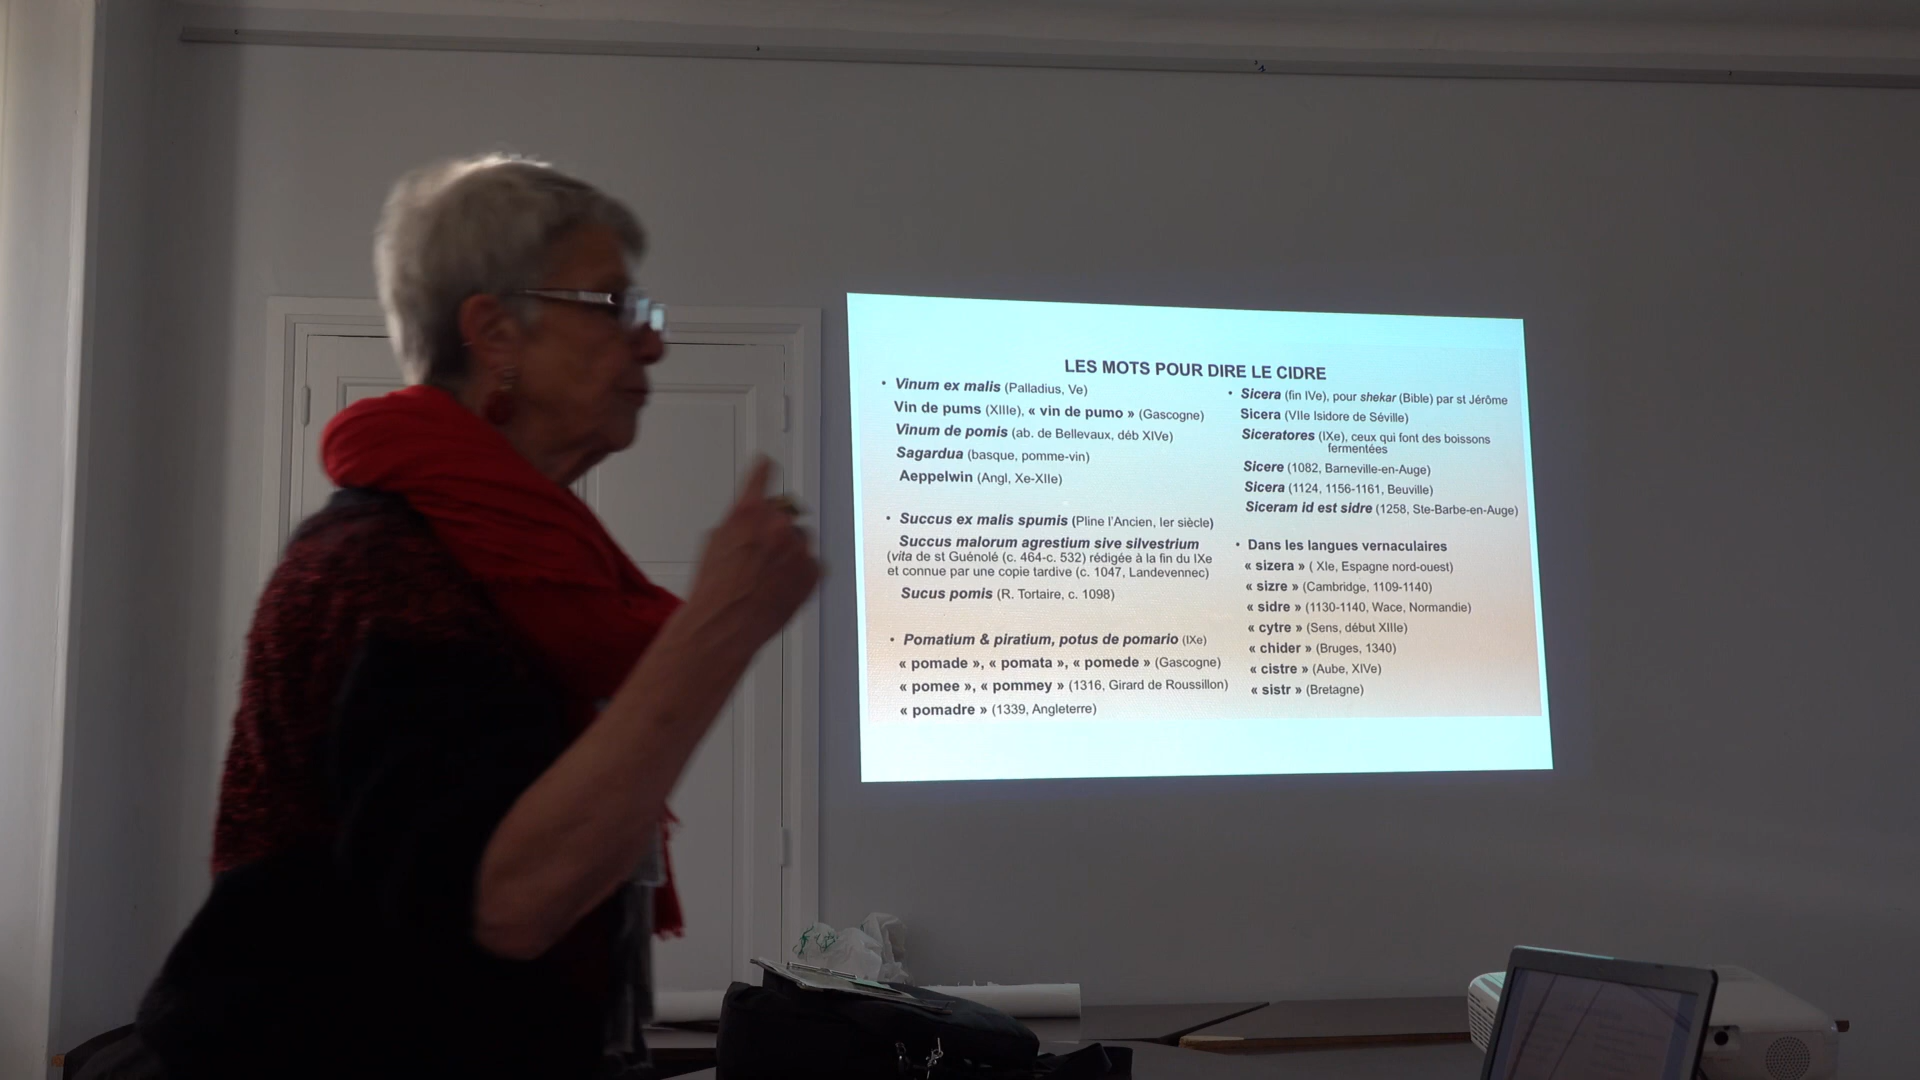 LES MOTS POUR DIRE LE CIDRE
• Vinum ex malis (Palladius, Ve)
Vin de pums (XIIIe), « vin de pumo » (Gascogne)
Vinum de pomis (ab. de Bellevaux, déb XIVe)
Sagardua (basque, pomme-vin)
Aeppelwin (Angl, Xe-XIIe)
• Succus ex malis spumis (Pline l'Ancien, Ier siècle)
Succus malorum agrestium sive silvestrium
(vita de st Guénolé (c. 464-c. 532) rédigée à la fin du IXe
et connue par une copie tardive (c. 1047, Landevennec)
Sucus pomis (R. Tortaire, c. 1098)
• Pomatium & piratium, potus de pomario (IXe)
« pomade », « pomata », « pomede » (Gascogne)
« pomee », « pommey » (1316, Girard de Roussillon)
« pomadre » (1339, Angleterre)
• Sicera (fin IVe), pour shekar (Bible) par st Jérôme
Sicera (VIIe Isidore de Séville)
Siceratores (IXe), ceux qui font des boissons
fermentées
Sicere (1082, Barneville-en-Auge)
Sicera (1124, 1156-1161, Beuville)
Siceram id est sidre (1258, Ste-Barbe-en-Auge)
• Dans les langues vernaculaires
« sizera » ( XIe, Espagne nord-ouest)
« sizre » (Cambridge, 1109-1140)
« sidre » (1130-1140, Wace, Normandie)
« cytre » (Sens, début XIIIe)
« chider » (Bruges, 1340)
« cistre » (Aube, XIVe)
« sistr » (Bretagne)